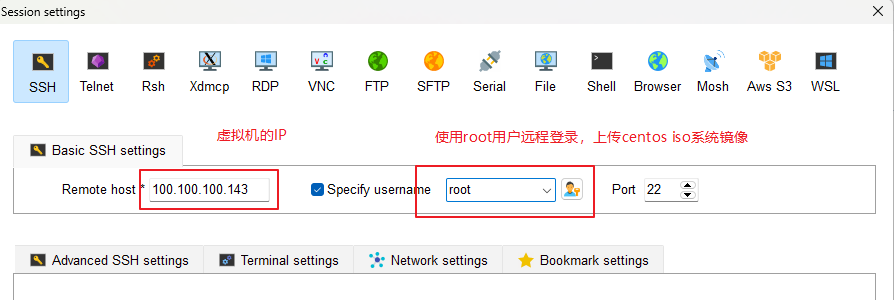 Session settings
SSH Telnet Rsh Xdmcp RDP VNC FTP SFTP Serial File Shell Browser Mosh Aws S3 WSL
虚拟机的IP 使用root用户远程登录，上传centos iso系统镜像
Basic SSH settings
Remote host * 100.100.100.143 Specify username root Port 22
Advanced SSH settings Terminal settings Network settings Bookmark settings